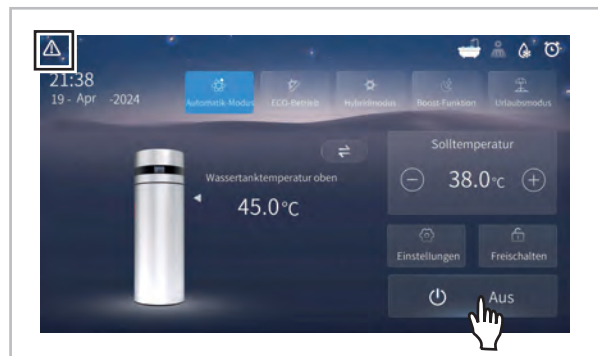 21:38
19 - Apr -2024
Automatik-Modus ECO-Betrieb Hybridmodus Boost-Funktion Urlaubsmodus
Solltemperatur
Wassertanktemperatur oben
38.0°C
45.0°C
Einstellungen Freischalten
Aus